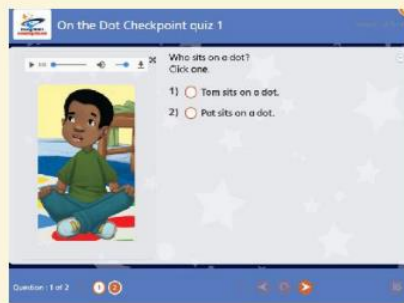 On the Dot Checkpoint quiz 1
Who sits on a dot?
Click one.
1) Tom sits on a dot.
2) Pat sits on a dot.
Question : 1 of 2
1 2